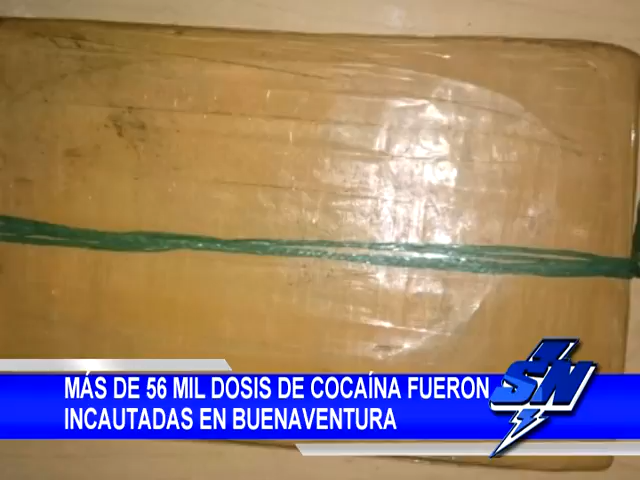 MÁS DE 56 MIL DOSIS DE COCAÍNA FUERON
INCAUTADAS EN BUENAVENTURA
SN